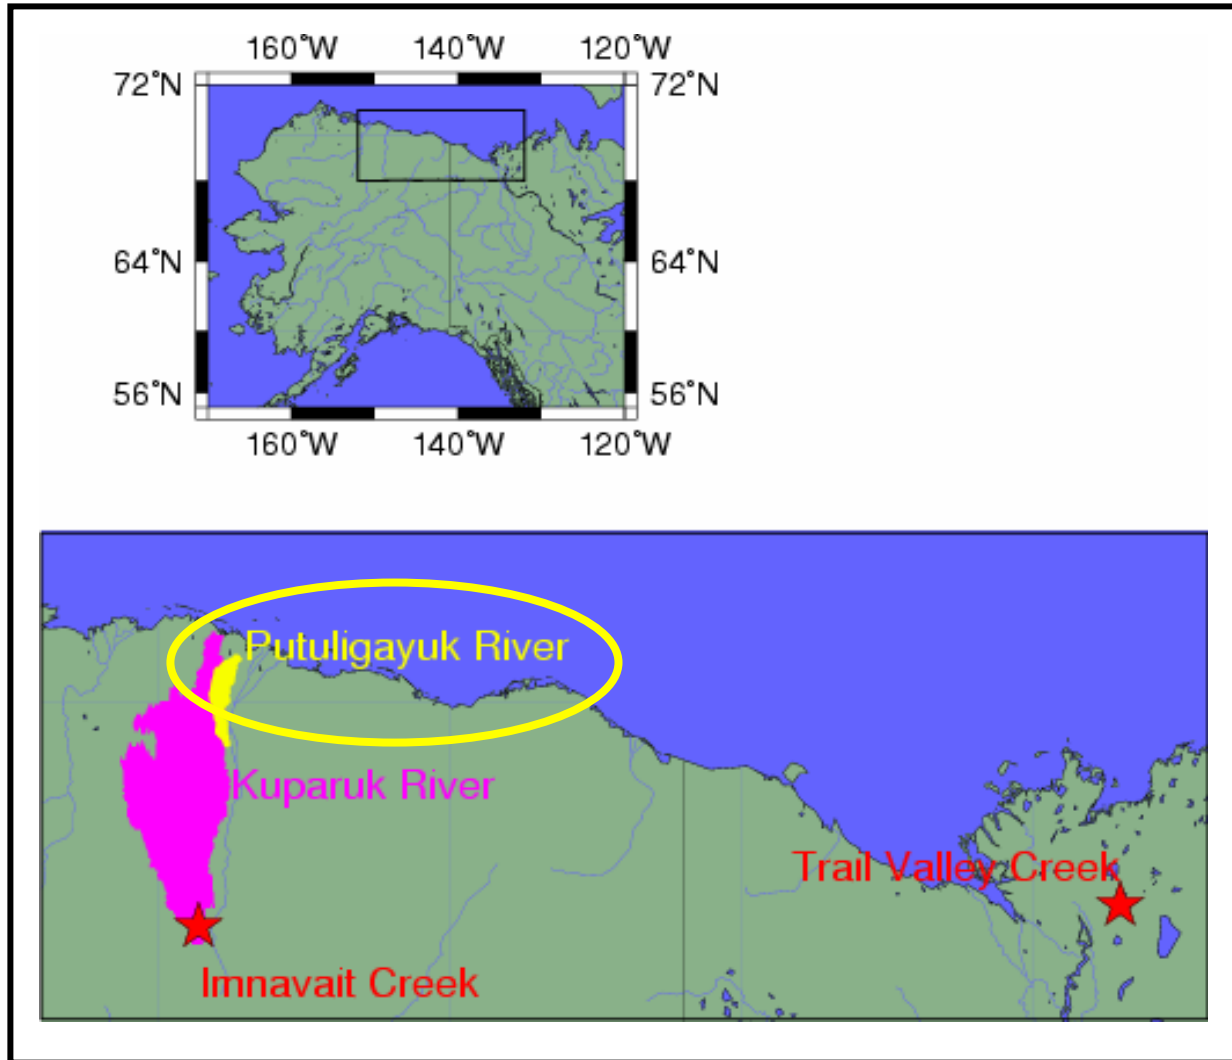 160°W 140°W 120°W
72°N 72°N
64°N 64°N
56°N 56°N
160°W 140°W 120°W
Putuligayuk River
Kuparuk River
Trail Valley Creek
Imnavait Creek